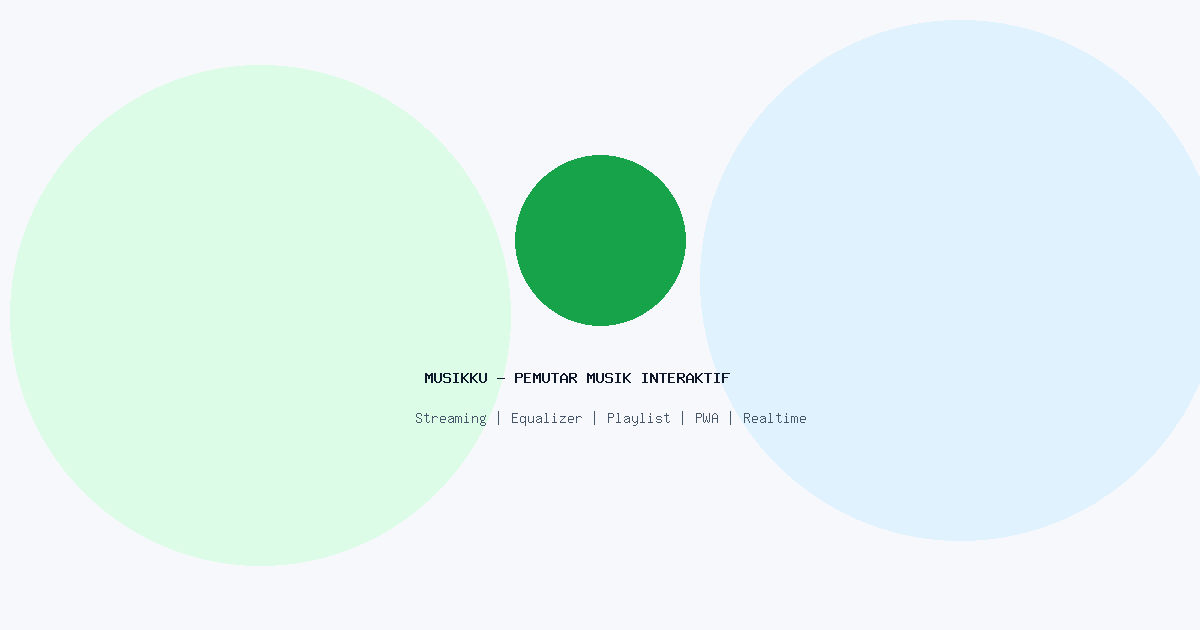 MUSIKKU — PEMUTAR MUSIK INTERAKTIF
Streaming | Equalizer | Playlist | PWA | Realtime